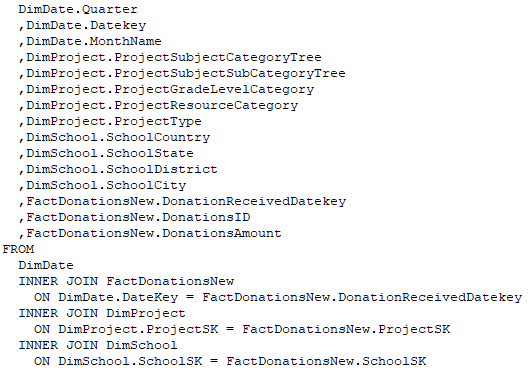 DimDate.Quarter
,DimDate.Datekey
,DimDate.MonthName
,DimProject.ProjectSubjectCategoryTree
,DimProject.ProjectSubjectSubCategoryTree
,DimProject.ProjectGradeLevelCategory
,DimProject.ProjectResourceCategory
,DimProject.ProjectType
,DimSchool.SchoolCountry
,DimSchool.SchoolState
,DimSchool.SchoolDistrict
,DimSchool.SchoolCity
,FactDonationsNew.DonationReceivedDatekey
,FactDonationsNew.DonationsID
,FactDonationsNew.DonationsAmount
FROM
DimDate
INNER JOIN FactDonationsNew
ON DimDate.DateKey = FactDonationsNew.DonationReceivedDatekey
INNER JOIN DimProject
ON DimProject.ProjectSK = FactDonationsNew.ProjectSK
INNER JOIN DimSchool
ON DimSchool.SchoolSK = FactDonationsNew.SchoolSK